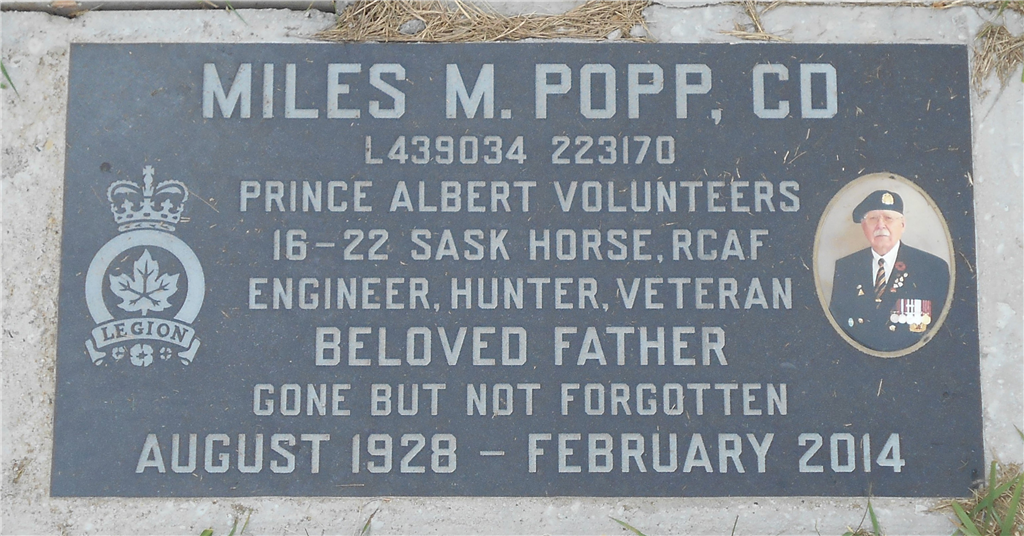 MILES M. POPP, CD
L439034 223170
PRINCE ALBERT VOLUNTEERS
16-22 SASK HORSE, RCAF
ENGINEER, HUNTER, VETERAN
BELOVED FATHER
GONE BUT NOT FORGOTTEN
AUGUST 1928 - FEBRUARY 2014
LEGION